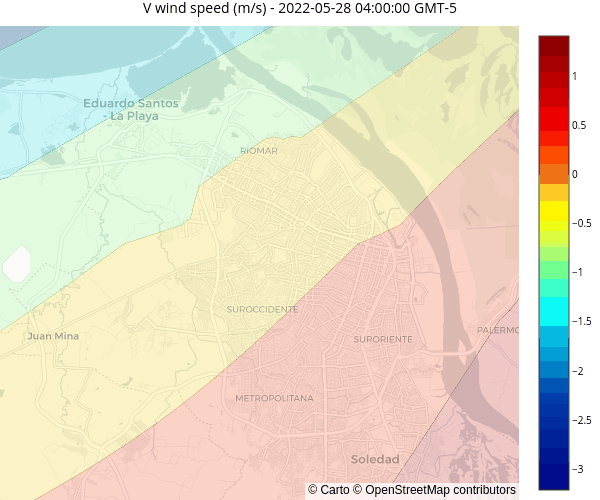 V wind speed (m/s) - 2022-05-28 04:00:00 GMT-5
Eduardo Santos
- La Playa
RIOMAR
SUROCCIDENTE
Juan Mina
SURORIENTE
PALERMO
METROPOLITANA
Soledad
© Carto © OpenStreetMap contributors
1
0.5
0
−0.5
−1
−1.5
−2
−2.5
−3